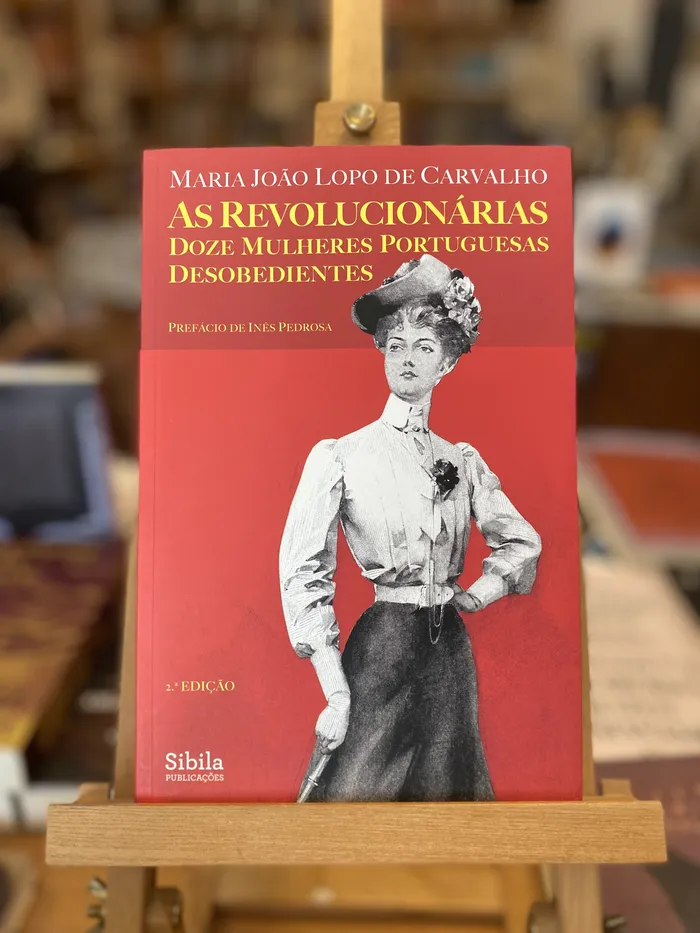 Maria João Lopo de Carvalho
As Revolucionárias
Doze Mulheres Portuguesas
Desobedientes
Prefácio de Inês Pedrosa
2.ª edição
Sibila
Publicações